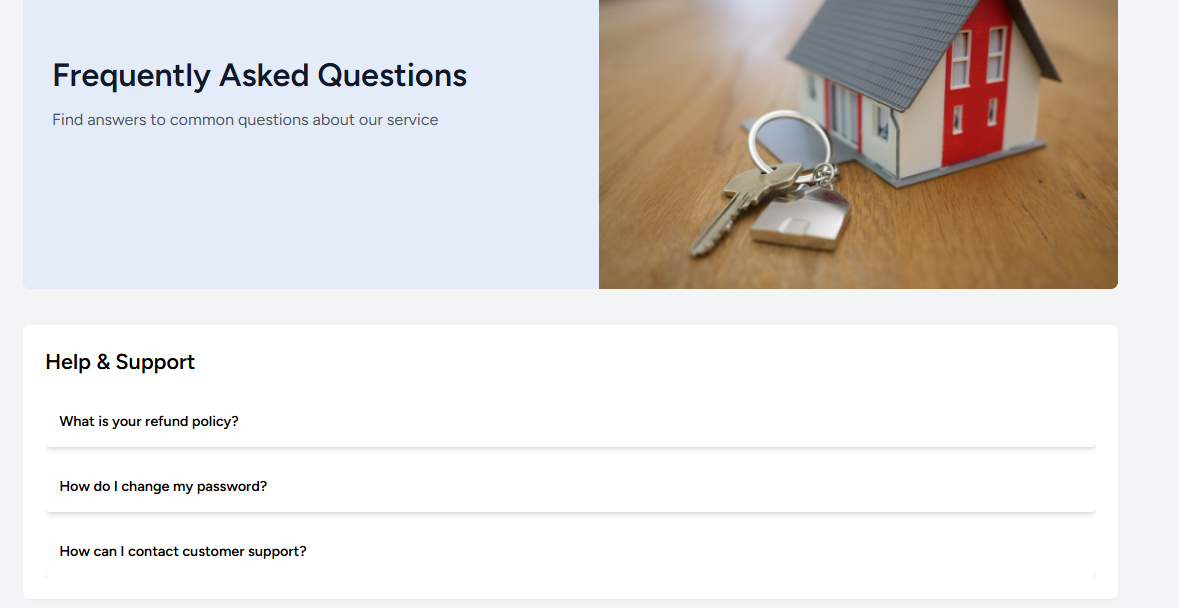 Frequently Asked Questions
Find answers to common questions about our service
Help & Support
What is your refund policy?
How do I change my password?
How can I contact customer support?